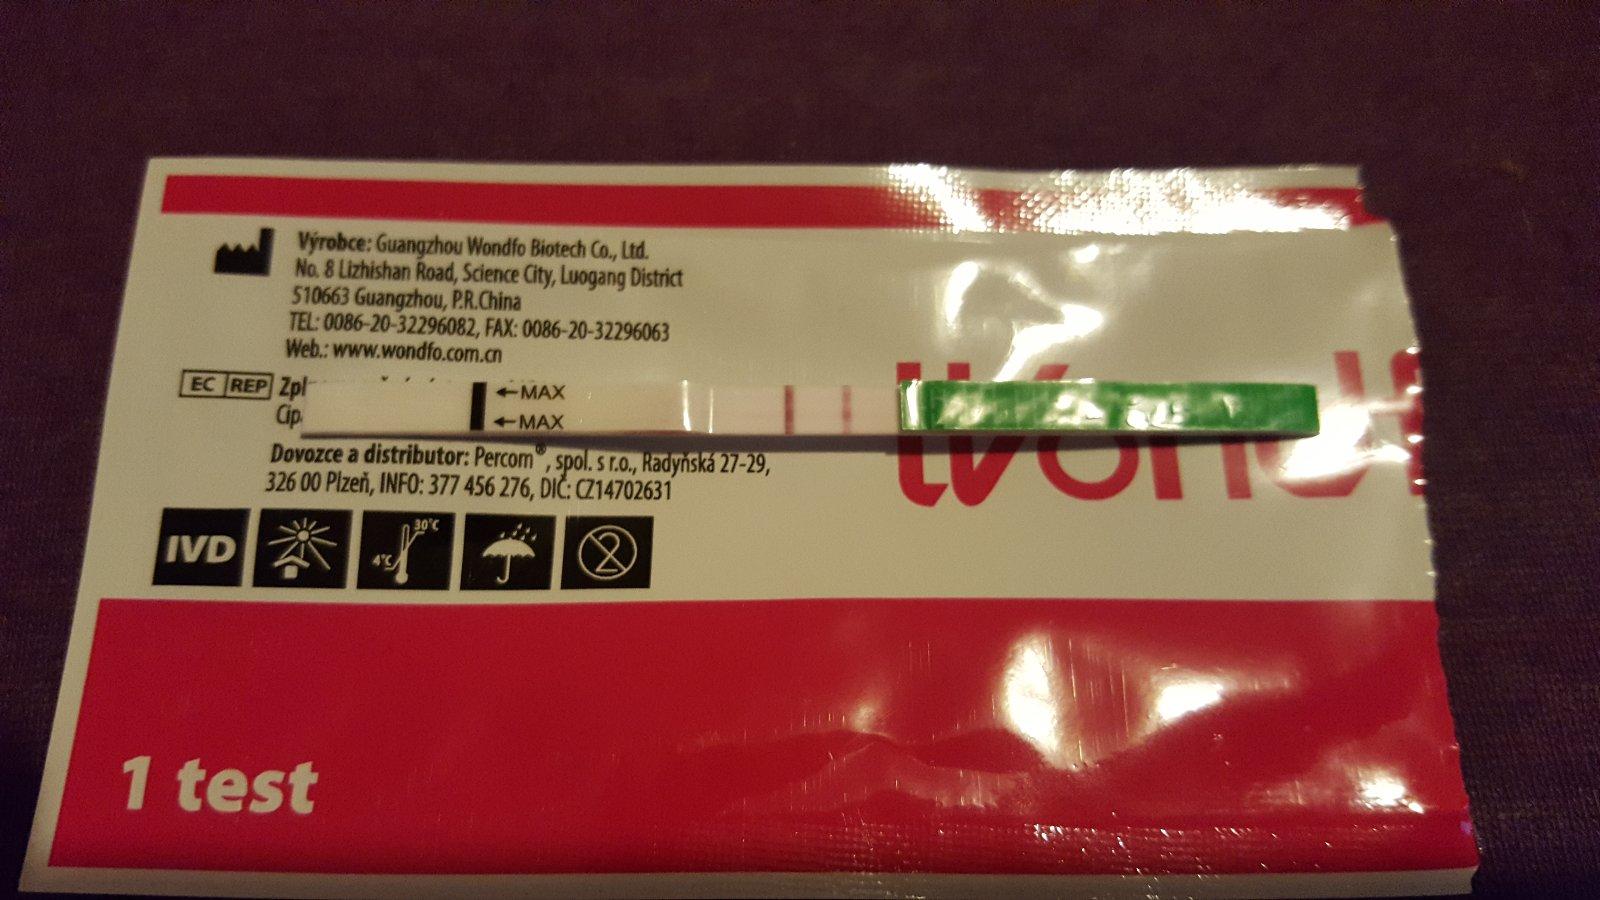 Výrobce: Guangzhou Wondfo Biotech Co., Ltd.
No. 8 Lizhishan Road, Science City, Luogang District
510663 Guangzhou, P.R.China
TEL: 0086-20-32296082, FAX: 0086-20-32296063
Web.: www.wondfo.com.cn
EC REP Zpl
Cip
←MAX
←MAX
Dovozce a distributor: Percom®, spol. s r.o., Radyňská 27-29,
326 00 Plzeň, INFO: 377 456 276, DIČ: CZ14702631
IVD
4°C 30°C
2
1 test